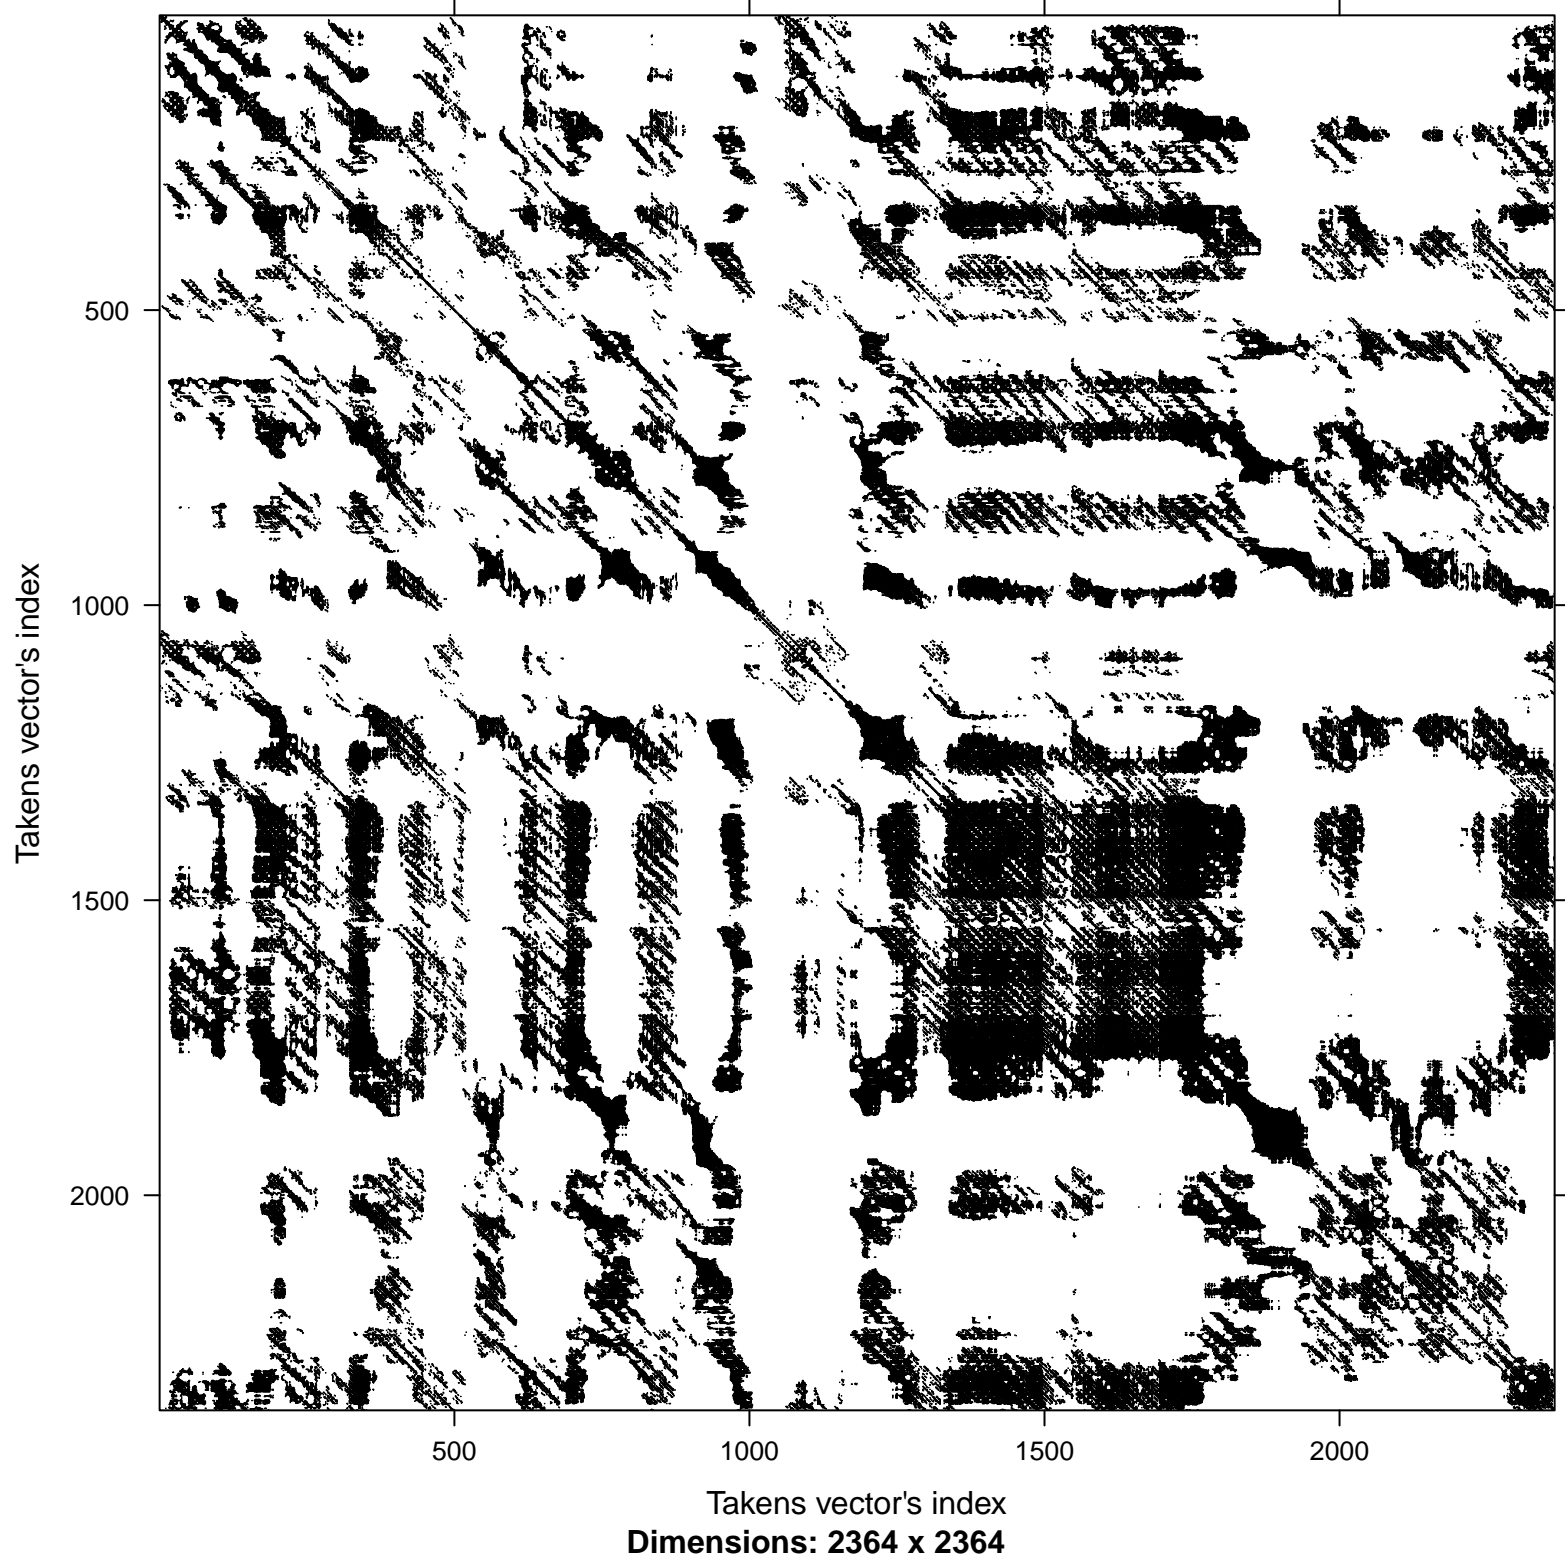 500
1000
1500
2000
Takens vector's index
500 1000 1500 2000
Takens vector's index
Dimensions: 2364 x 2364